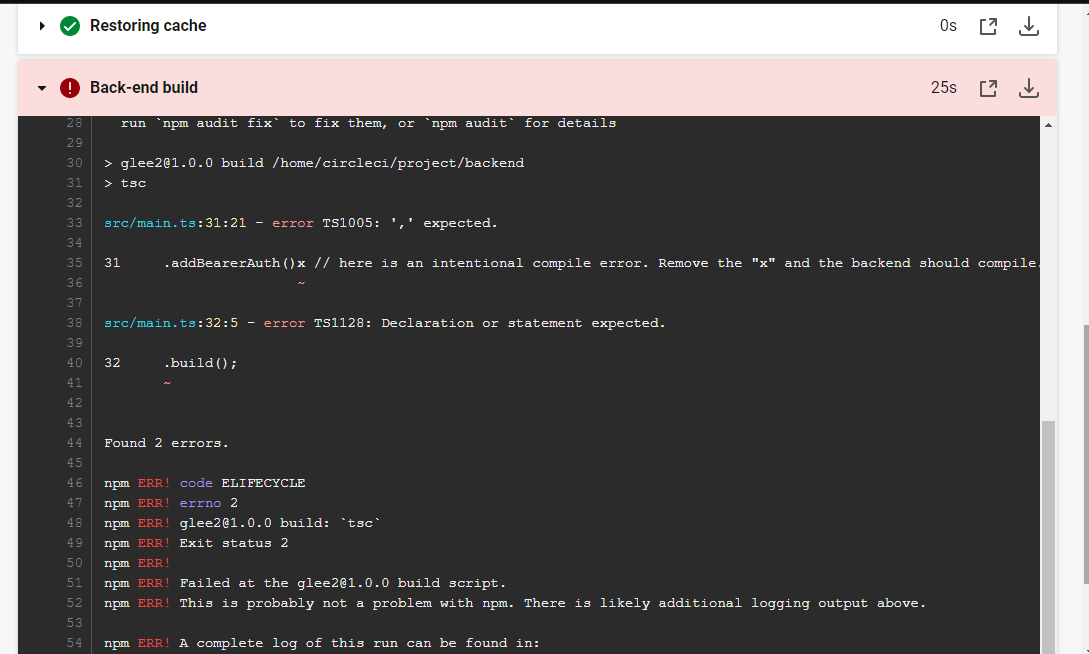 Restoring cache 0s
Back-end build 25s
28 run `npm audit fix` to fix them, or `npm audit` for details
29
30 > glee2@1.0.0 build /home/circleci/project/backend
31 > tsc
32
33 src/main.ts:31:21 - error TS1005: ',' expected.
34
35 31     .addBearerAuth()x // here is an intentional compile error. Remove the "x" and the backend should compile.
36 ~
37
38 src/main.ts:32:5 - error TS1128: Declaration or statement expected.
39
40 32     .build();
41 ~
42
43
44 Found 2 errors.
45
46 npm ERR! code ELIFECYCLE
47 npm ERR! errno 2
48 npm ERR! glee2@1.0.0 build: `tsc`
49 npm ERR! Exit status 2
50 npm ERR!
51 npm ERR! Failed at the glee2@1.0.0 build script.
52 npm ERR! This is probably not a problem with npm. There is likely additional logging output above.
53
54 npm ERR! A complete log of this run can be found in: